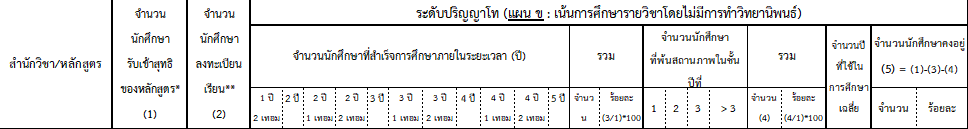 ระดับปริญญาโท (แผน ข : เน้นการศึกษารายวิชาโดยไม่มีการทำวิทยานิพนธ์)
สำนักวิชา/หลักสูตร
จำนวน
นักศึกษา
รับเข้าสุทธิ
ของหลักสูตร*
(1)
จำนวน
นักศึกษา
ลงทะเบียน
เรียน**
(2)
จำนวนนักศึกษาที่สำเร็จการศึกษาภายในระยะเวลา (ปี)
1 ปี 2 ปี 2 ปี 2 ปี 3 ปี 3 ปี 3 ปี 4 ปี 4 ปี 4 ปี 5 ปี
2 เทอม 1 เทอม 2 เทอม 1 เทอม 2 เทอม 1 เทอม 2 เทอม
รวม
จำนว
น
ร้อยละ
(3/1)*100
จำนวนนักศึกษา
ที่พ้นสถานภาพในชั้น
ปีที่
1 2 3 > 3
รวม
จำนวน
(4)
ร้อยละ
(4/1)*100
จำนวนปี
ที่ใช้ใน
การศึกษา
เฉลี่ย
จำนวนนักศึกษาคงอยู่
(5) = (1)-(3)-(4)
จำนวน ร้อยละ